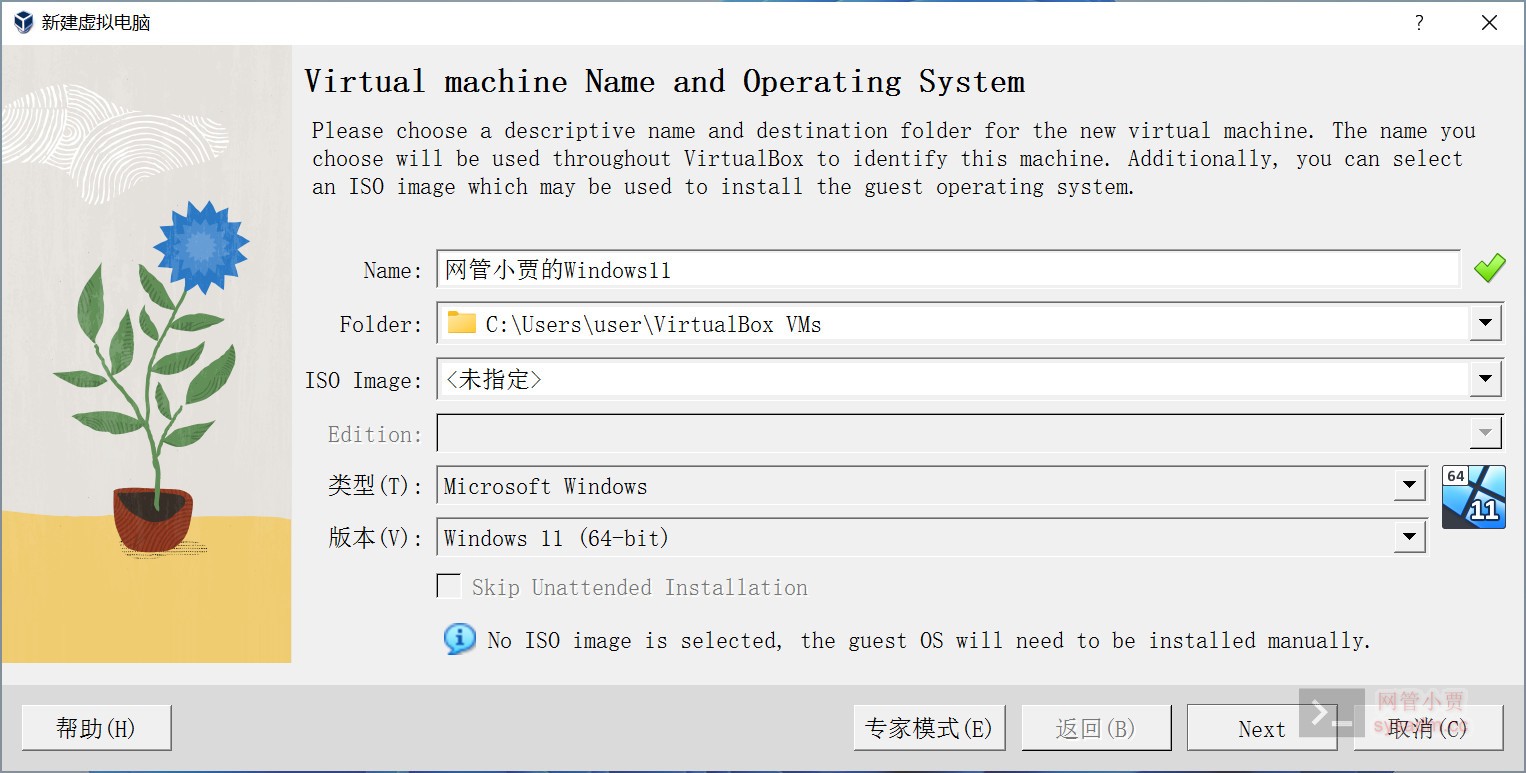 新建虚拟电脑
?
Virtual machine Name and Operating System
Please choose a descriptive name and destination folder for the new virtual machine. The name you
choose will be used throughout VirtualBox to identify this machine. Additionally, you can select
an ISO image which may be used to install the guest operating system.
Name: 网管小贾的Windows11
Folder: C:\Users\user\VirtualBox VMs
ISO Image: <未指定>
Edition:
类型(T): Microsoft Windows
64
版本(V): Windows 11 (64-bit)
11
Skip Unattended Installation
No ISO image is selected, the guest OS will need to be installed manually.
网管小贾
帮助(H) 专家模式(E) 返回(B) Next 取消(C)